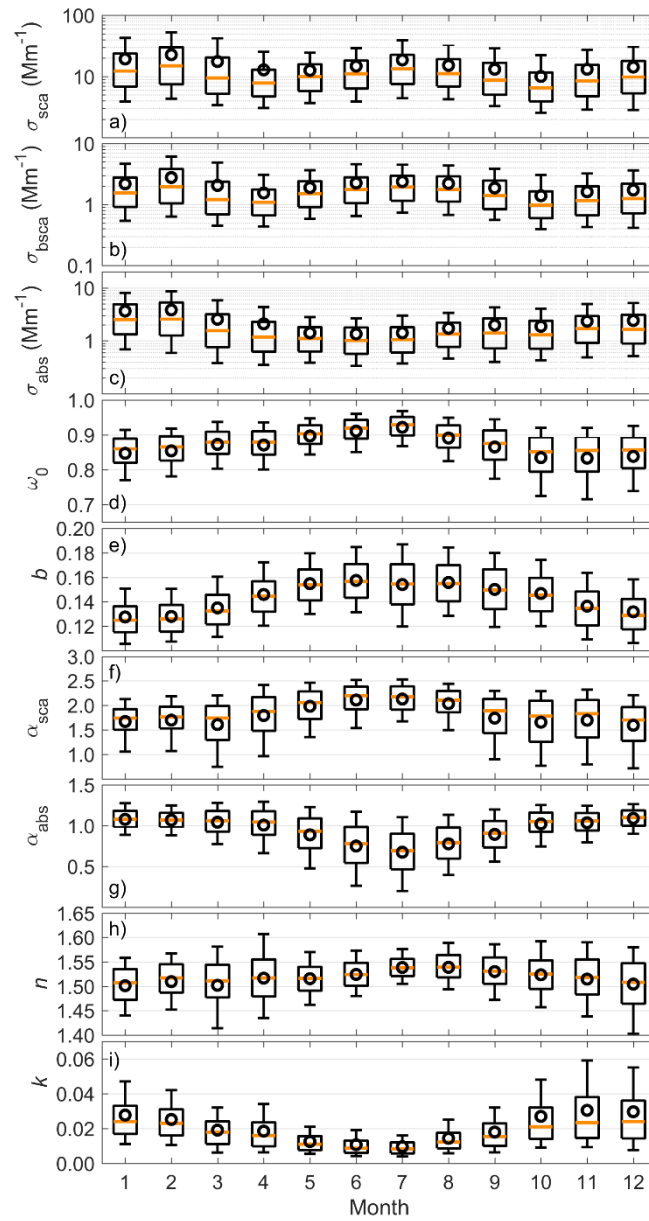 100
10
σsca (Mm⁻¹)
a)
10
1
0.1
σbsca (Mm⁻¹)
b)
10
1
σabs (Mm⁻¹)
c)
1.0
0.9
0.8
0.7
ω0
d)
0.20
0.18
0.16
0.14
0.12
b
e)
3.0
2.5
2.0
1.5
1.0
αsca
f)
1.5
1.0
0.5
αabs
g)
1.65
1.60
1.55
1.50
1.45
1.40
n
h)
0.06
0.04
0.02
0.00
k
i)
1 2 3 4 5 6 7 8 9 10 11 12
Month